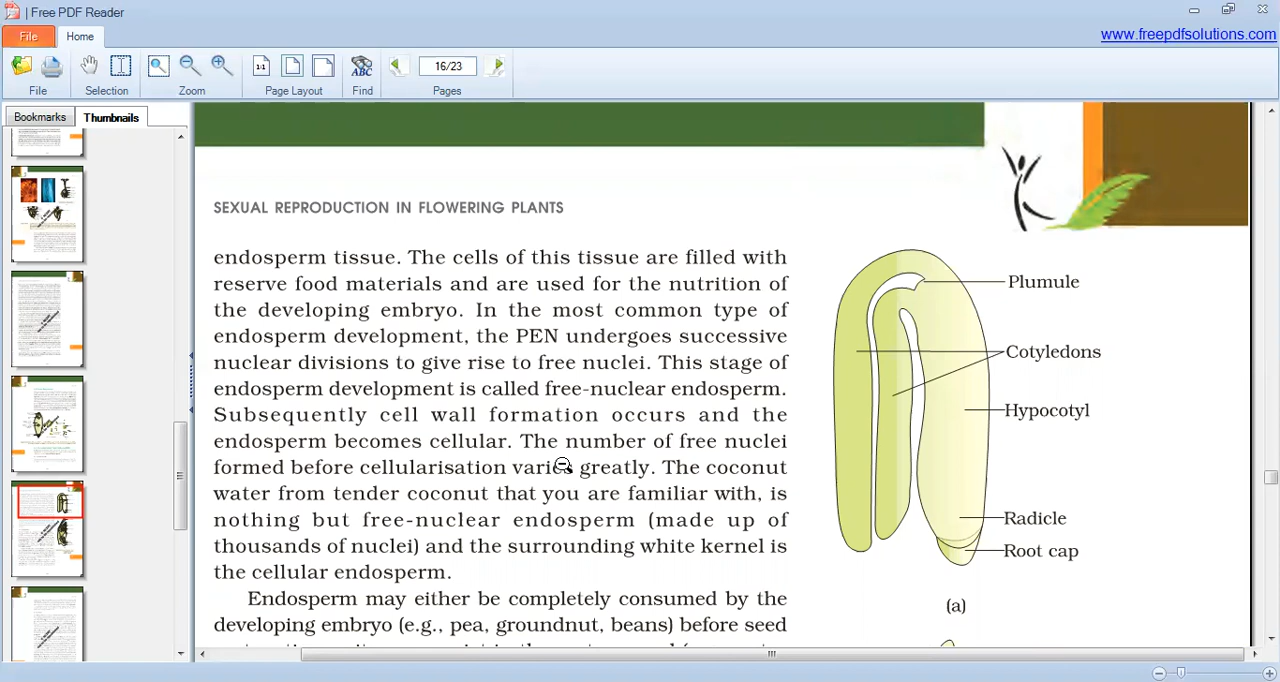 | Free PDF Reader
File
Home
www.freepdfsolutions.com
1:1
ABC
16/23
File
Selection
Zoom
Page Layout
Find
Pages
Bookmarks
Thumbnails
SEXUAL REPRODUCTION IN FLOWERING PLANTS
endosperm tissue. The cells of this tissue are filled with
reserve food materials and are used for the nutrition of
the developing embryo. In the most common type of
endosperm development, the PEN undergoes successive
nuclear divisions to give rise to free nuclei. This stage of
endosperm development is called free-nuclear endosperm.
Subsequently cell wall formation occurs and the
endosperm becomes cellular. The number of free nuclei
formed before cellularisation varies greatly. The coconut
water from tender coconut that you are familiar with, is
nothing but free-nuclear endosperm (made up of
thousands of nuclei) and the surrounding white kernel is
the cellular endosperm.
Endosperm may either be completely consumed by the
developing embryo (e.g., pea, groundnut, beans) before seed
Plumule
Cotyledons
Hypocotyl
Radicle
Root cap
(a)